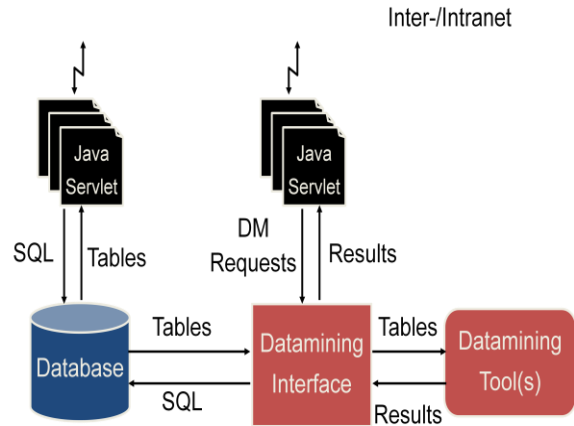 Inter-/Intranet
Java
Servlet
Java
Servlet
SQL
Tables
DM
Requests
Results
Database
Tables
SQL
Datamining
Interface
Tables
Results
Datamining
Tool(s)